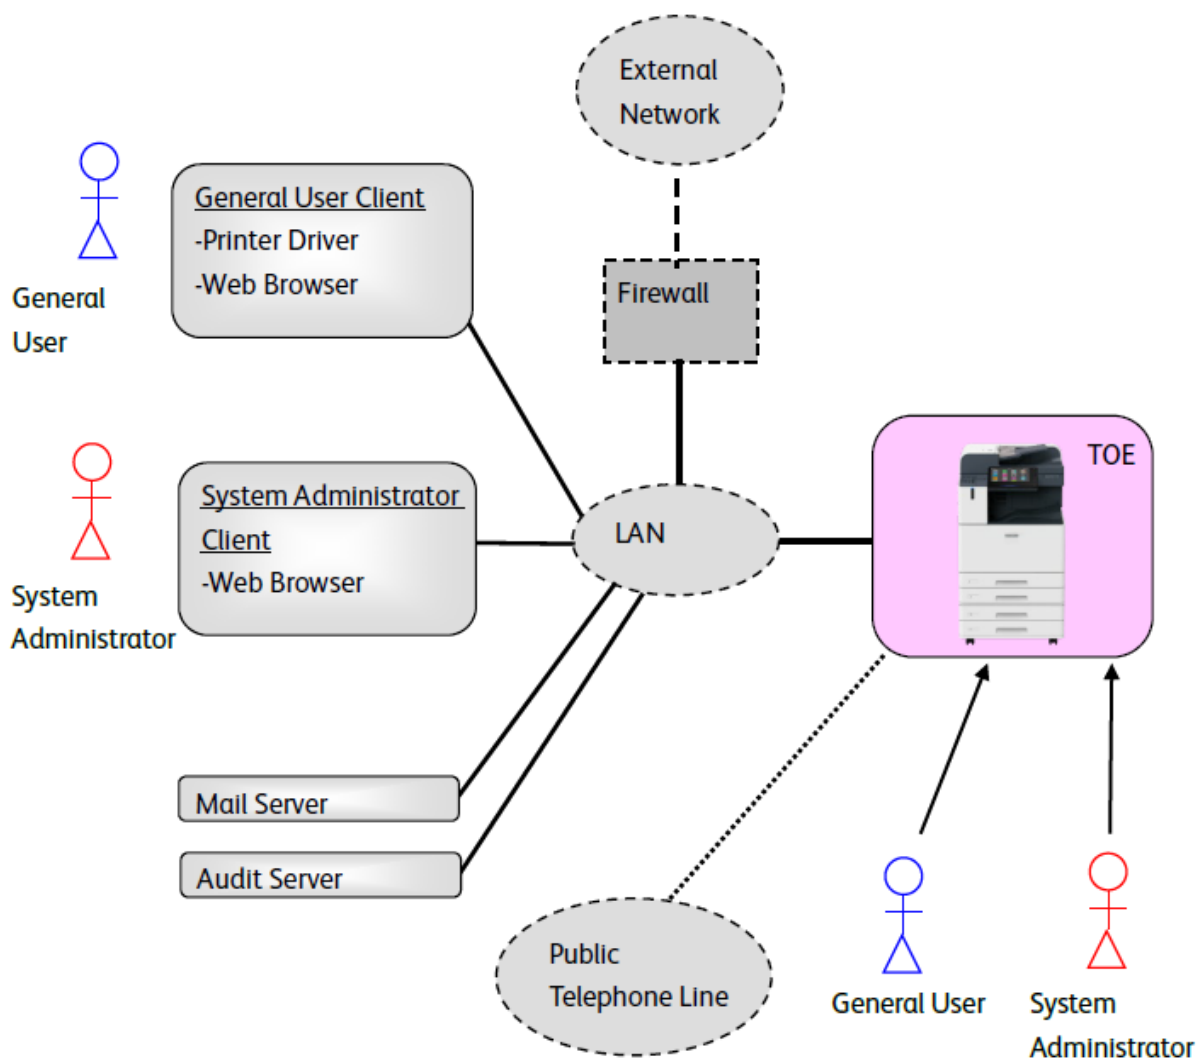 External
Network
General User Client
-Printer Driver
-Web Browser
General
User
Firewall
TOE
System Administrator
Client
-Web Browser
LAN
System
Administrator
Mail Server
Audit Server
Public
Telephone Line
General User
System
Administrator